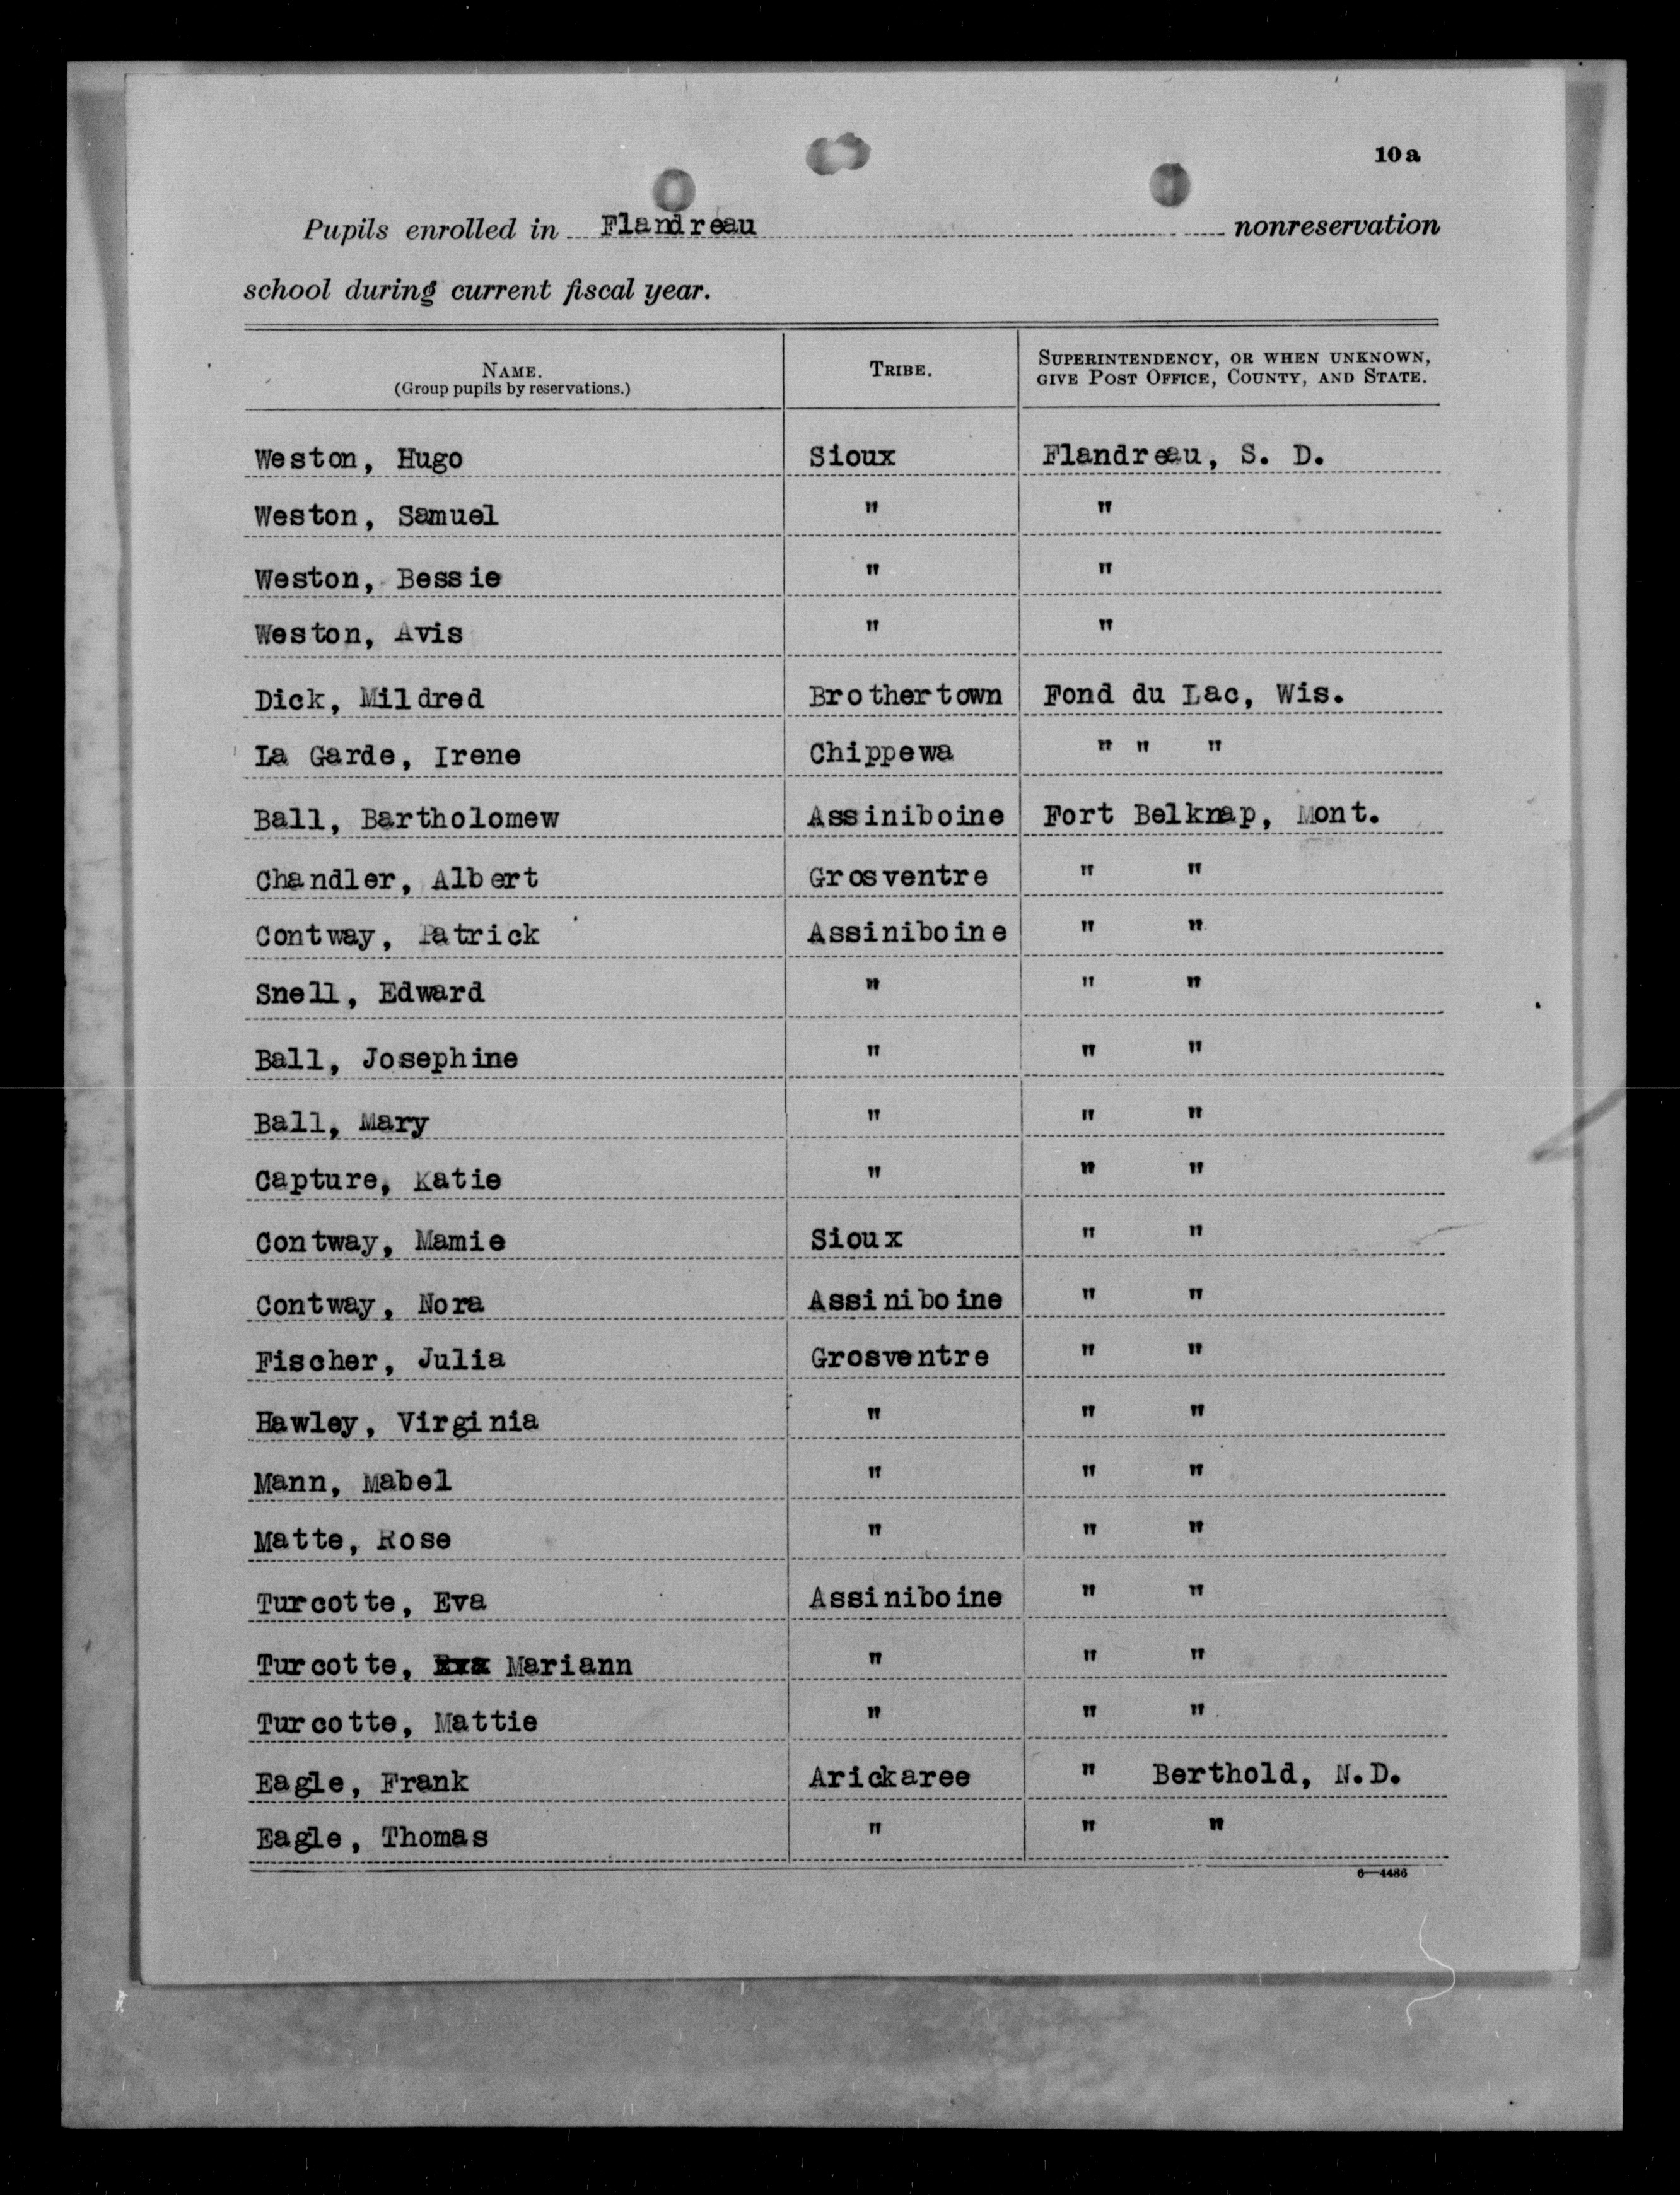 10a
Pupils enrolled in Flandreau nonreservation
school during current fiscal year.
NAME. TRIBE. SUPERINTENDENCY, OR WHEN UNKNOWN,
(Group pupils by reservations.) GIVE POST OFFICE, COUNTY, AND STATE.
Weston, Hugo Sioux Flandreau, S. D.
Weston, Samuel " "
Weston, Bessie " "
Weston, Avis " "
Dick, Mildred Brothertown Fond du Lac, Wis.
La Garde, Irene Chippewa " " "
Ball, Bartholomew Assiniboine Fort Belknap, Mont.
Chandler, Albert Grosventre " "
Contway, Patrick Assiniboine " "
Snell, Edward " " "
Ball, Josephine " " "
Ball, Mary " " "
Capture, Katie " " "
Contway, Mamie Sioux " "
Contway, Nora Assiniboine " "
Fischer, Julia Grosventre " "
Hawley, Virginia " " "
Mann, Mabel " " "
Matte, Rose " " "
Turcotte, Eva Assiniboine " "
Turcotte, Mariann " " "
Turcotte, Mattie " " "
Eagle, Frank Arickaree " Berthold, N.D.
Eagle, Thomas " " "
6—4486